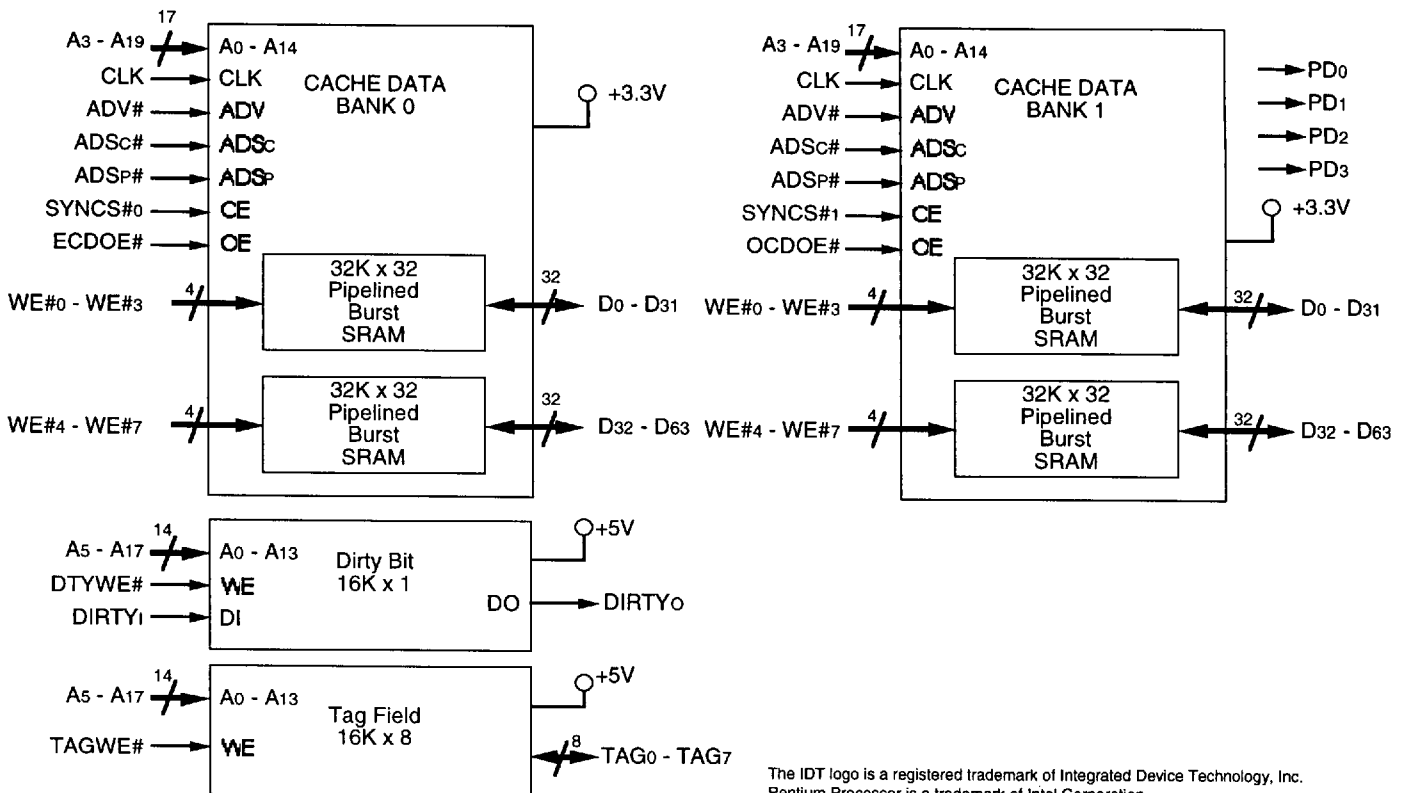 17
A3 - A19
A0 - A14
CLK
CLK
ADV#
ADV
ADSC#
ADSC
ADSP#
ADSP
SYNCS#0
CE
ECDOE#
OE
CACHE DATA
BANK 0
+3.3V
WE#0 - WE#3
4
32K x 32
Pipelined
Burst
SRAM
32
D0 - D31
WE#4 - WE#7
4
32K x 32
Pipelined
Burst
SRAM
32
D32 - D63
17
A3 - A19
A0 - A14
CLK
CLK
ADV#
ADV
ADSC#
ADSC
ADSP#
ADSP
SYNCS#1
CE
OCDOE#
OE
CACHE DATA
BANK 1
PD0
PD1
PD2
PD3
+3.3V
WE#0 - WE#3
4
32K x 32
Pipelined
Burst
SRAM
32
D0 - D31
WE#4 - WE#7
4
32K x 32
Pipelined
Burst
SRAM
32
D32 - D63
14
A5 - A17
A0 - A13
DTYWE#
WE
DIRTYI
DI
Dirty Bit
16K x 1
+5V
DO
DIRTYO
14
A5 - A17
A0 - A13
TAGWE#
WE
Tag Field
16K x 8
+5V
8
TAG0 - TAG7
The IDT logo is a registered trademark of Integrated Device Technology, Inc.
Pentium Processor is a trademark of Intel Corporation